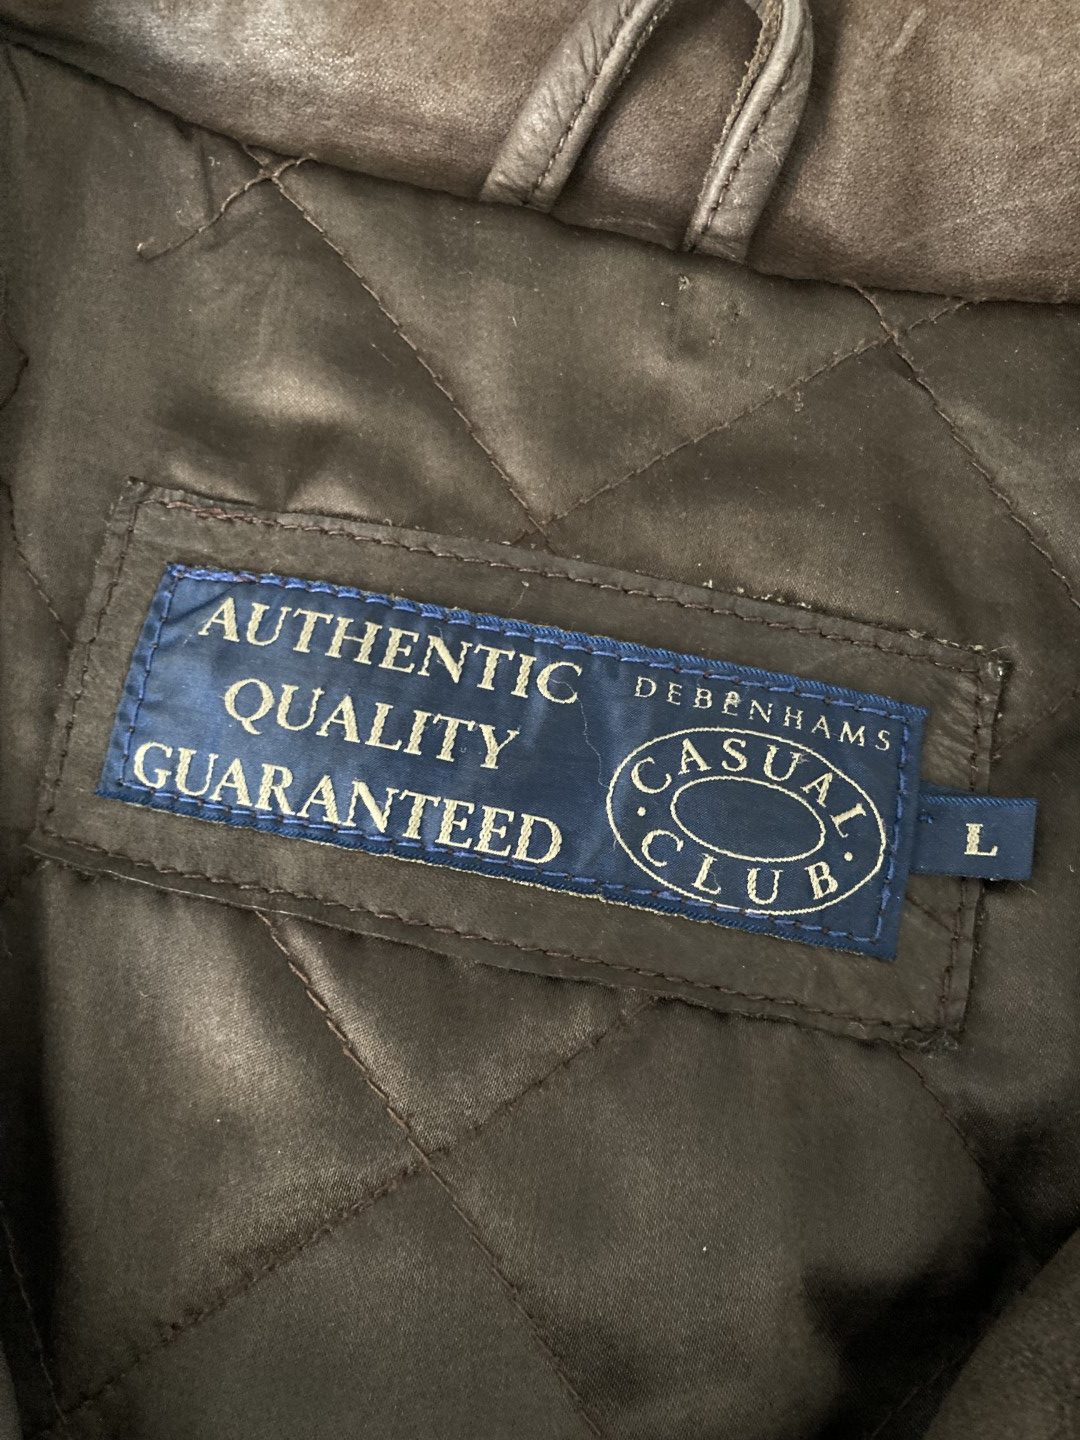 AUTHENTIC
QUALITY
GUARANTEED
DEBENHAMS
CASUAL
CLUB
L